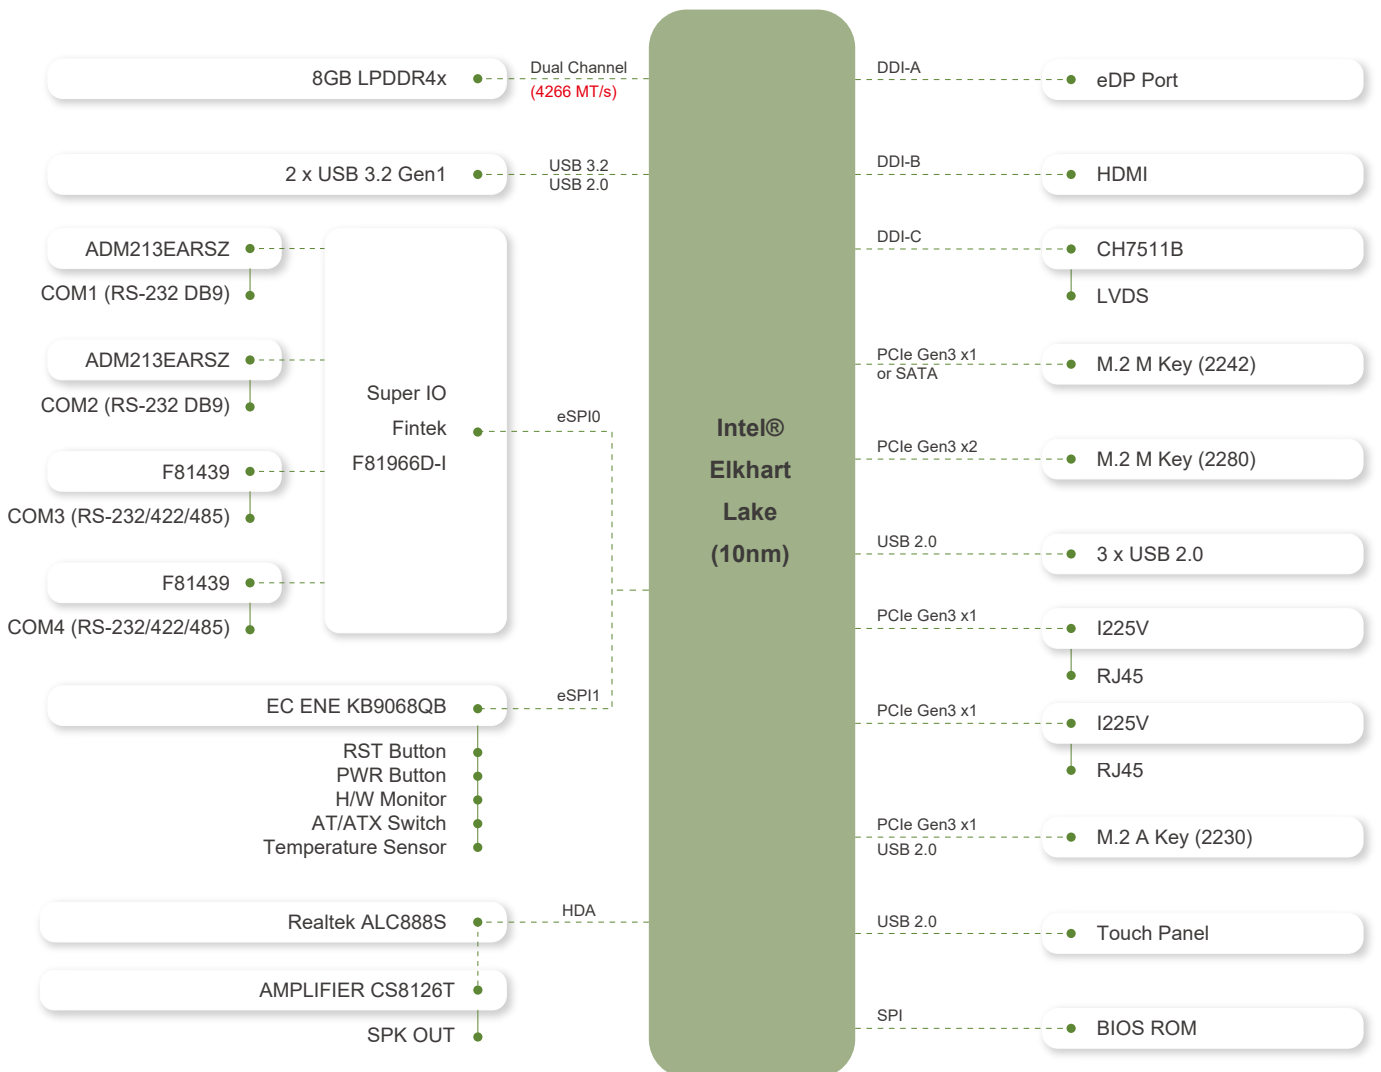 8GB LPDDR4x
Dual Channel
(4266 MT/s)
2 x USB 3.2 Gen1
USB 3.2
USB 2.0
ADM213EARSZ
COM1 (RS-232 DB9)
ADM213EARSZ
COM2 (RS-232 DB9)
F81439
COM3 (RS-232/422/485)
F81439
COM4 (RS-232/422/485)
Super IO
Fintek
F81966D-I
eSPI0
EC ENE KB9068QB
eSPI1
RST Button
PWR Button
H/W Monitor
AT/ATX Switch
Temperature Sensor
Realtek ALC888S
HDA
AMPLIFIER CS8126T
SPK OUT
Intel®
Elkhart
Lake
(10nm)
DDI-A
eDP Port
DDI-B
HDMI
DDI-C
CH7511B
LVDS
PCIe Gen3 x1
or SATA
M.2 M Key (2242)
PCIe Gen3 x2
M.2 M Key (2280)
USB 2.0
3 x USB 2.0
PCIe Gen3 x1
I225V
RJ45
PCIe Gen3 x1
I225V
RJ45
PCIe Gen3 x1
USB 2.0
M.2 A Key (2230)
USB 2.0
Touch Panel
SPI
BIOS ROM